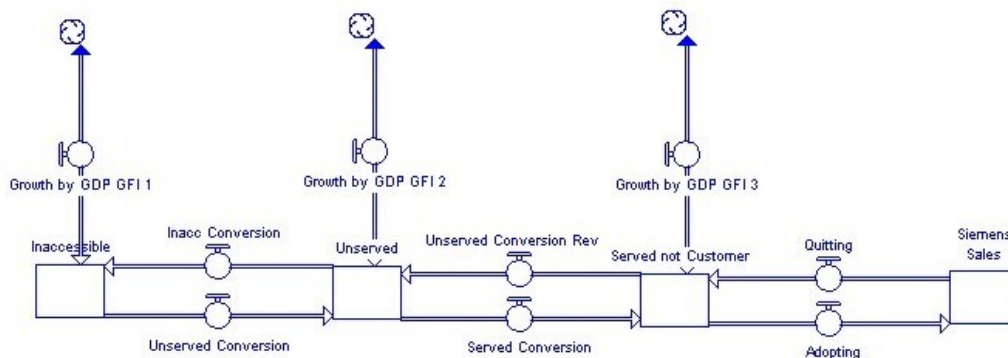 Growth by GDP GFI 1
Growth by GDP GFI 2
Growth by GDP GFI 3
Inaccessible
Inacc Conversion
Unserved
Unserved Conversion Rev
Served not Customer
Quitting
Siemens
Sales
Unserved Conversion
Served Conversion
Adopting